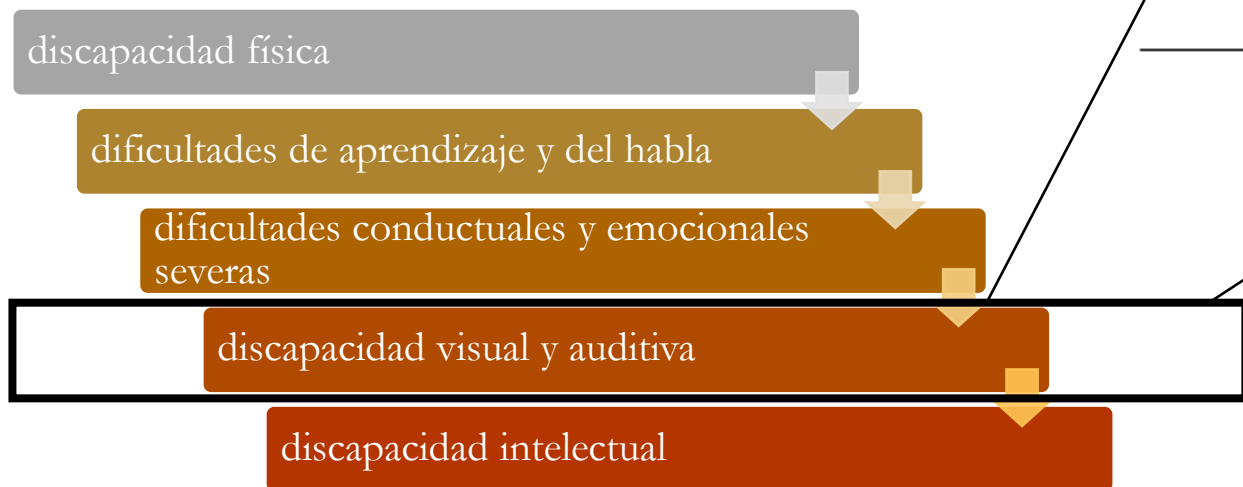 discapacidad física
dificultades de aprendizaje y del habla
dificultades conductuales y emocionales
severas
discapacidad visual y auditiva
discapacidad intelectual